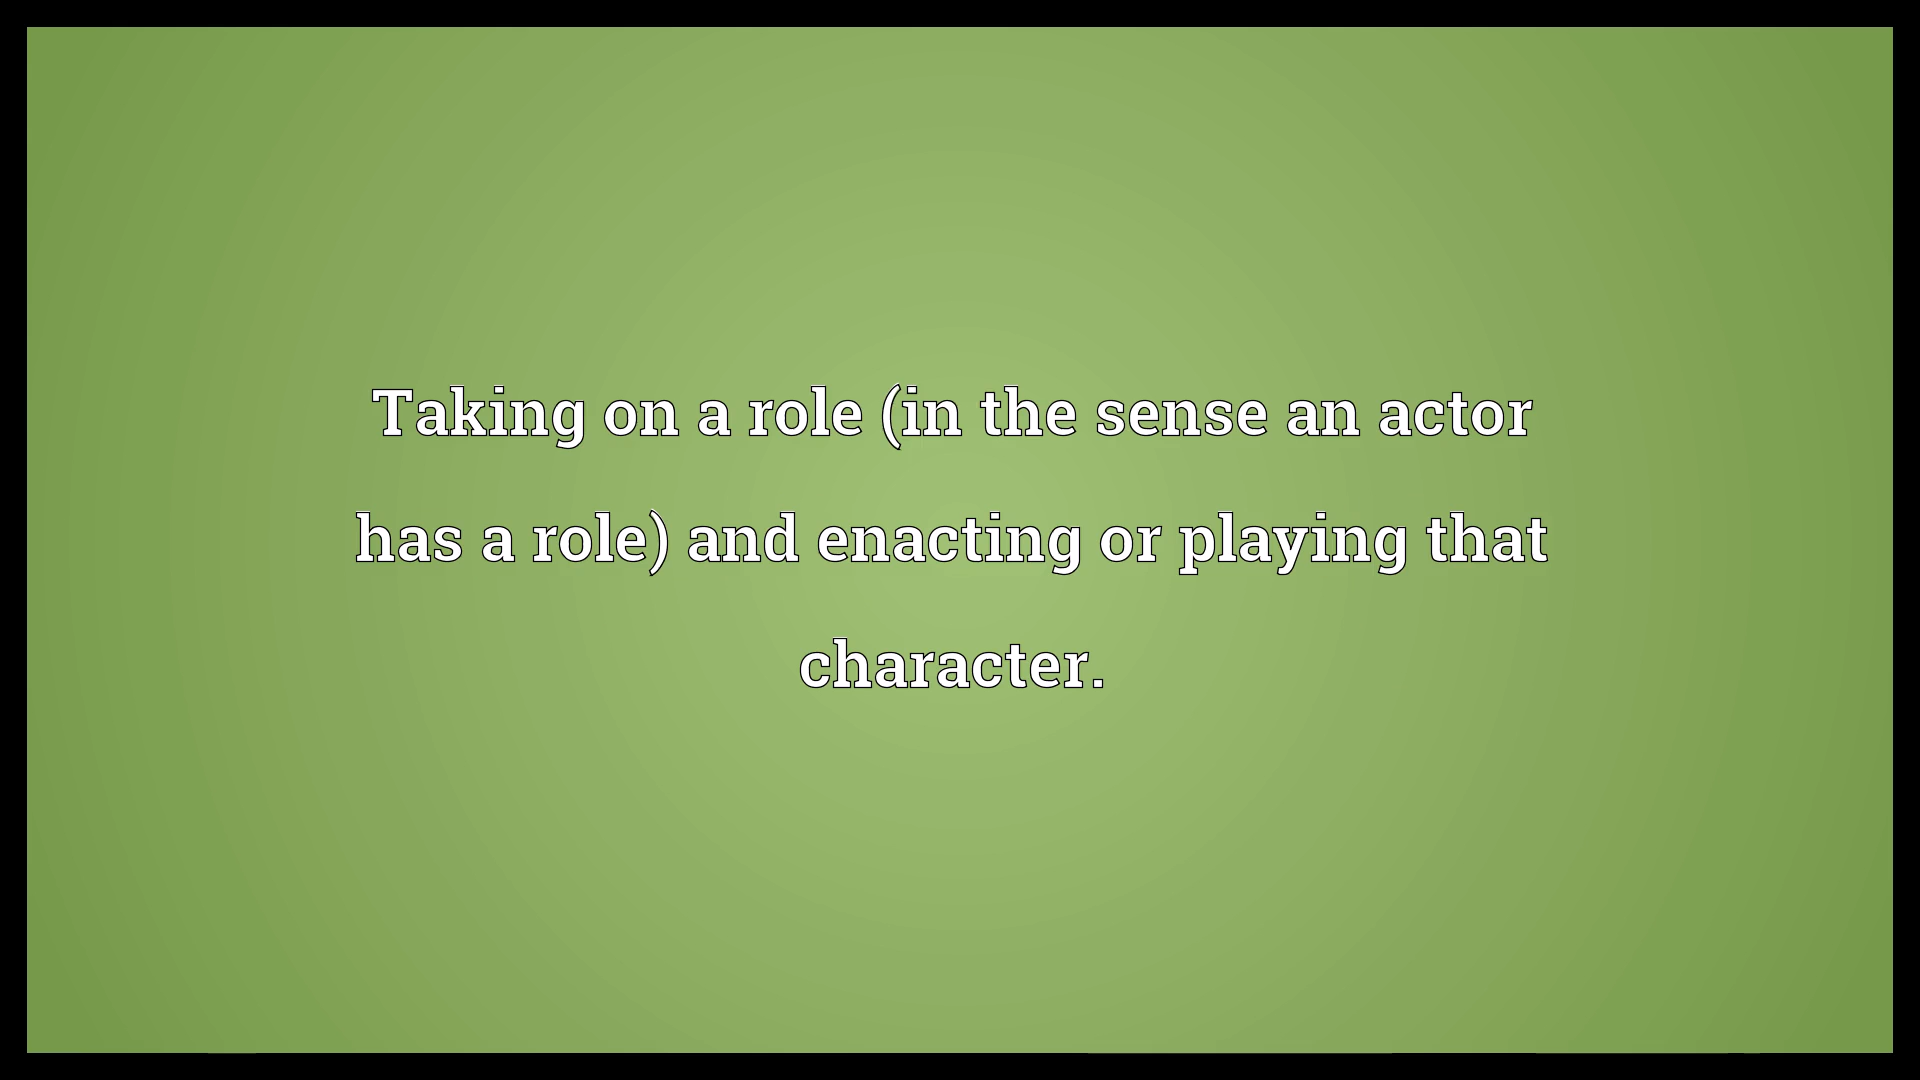 Taking on a role (in the sense an actor
has a role) and enacting or playing that
character.